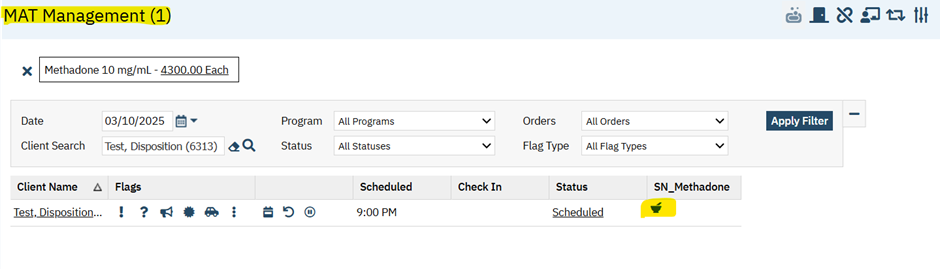 MAT Management (1)
Methadone 10 mg/mL - 4300.00 Each
Date 03/10/2025 Program All Programs Orders All Orders Apply Filter
Client Search Test, Disposition (6313) Status All Statuses Flag Type All Flag Types
Client Name Flags Scheduled Check In Status SN_Methadone
Test, Disposition... 9:00 PM Scheduled